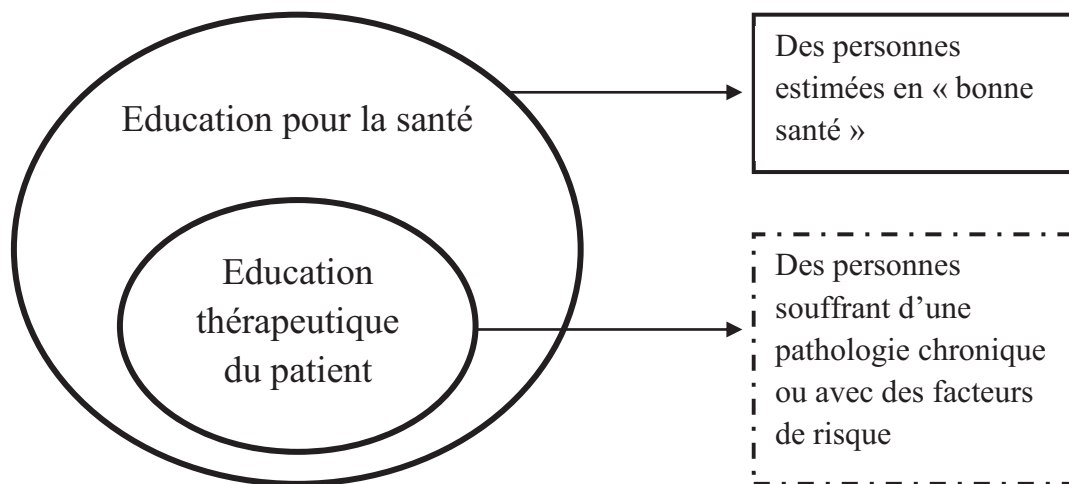 Education pour la santé
Des personnes
estimées en « bonne
santé »
Education
thérapeutique
du patient
Des personnes
souffrant d’une
pathologie chronique
ou avec des facteurs
de risque